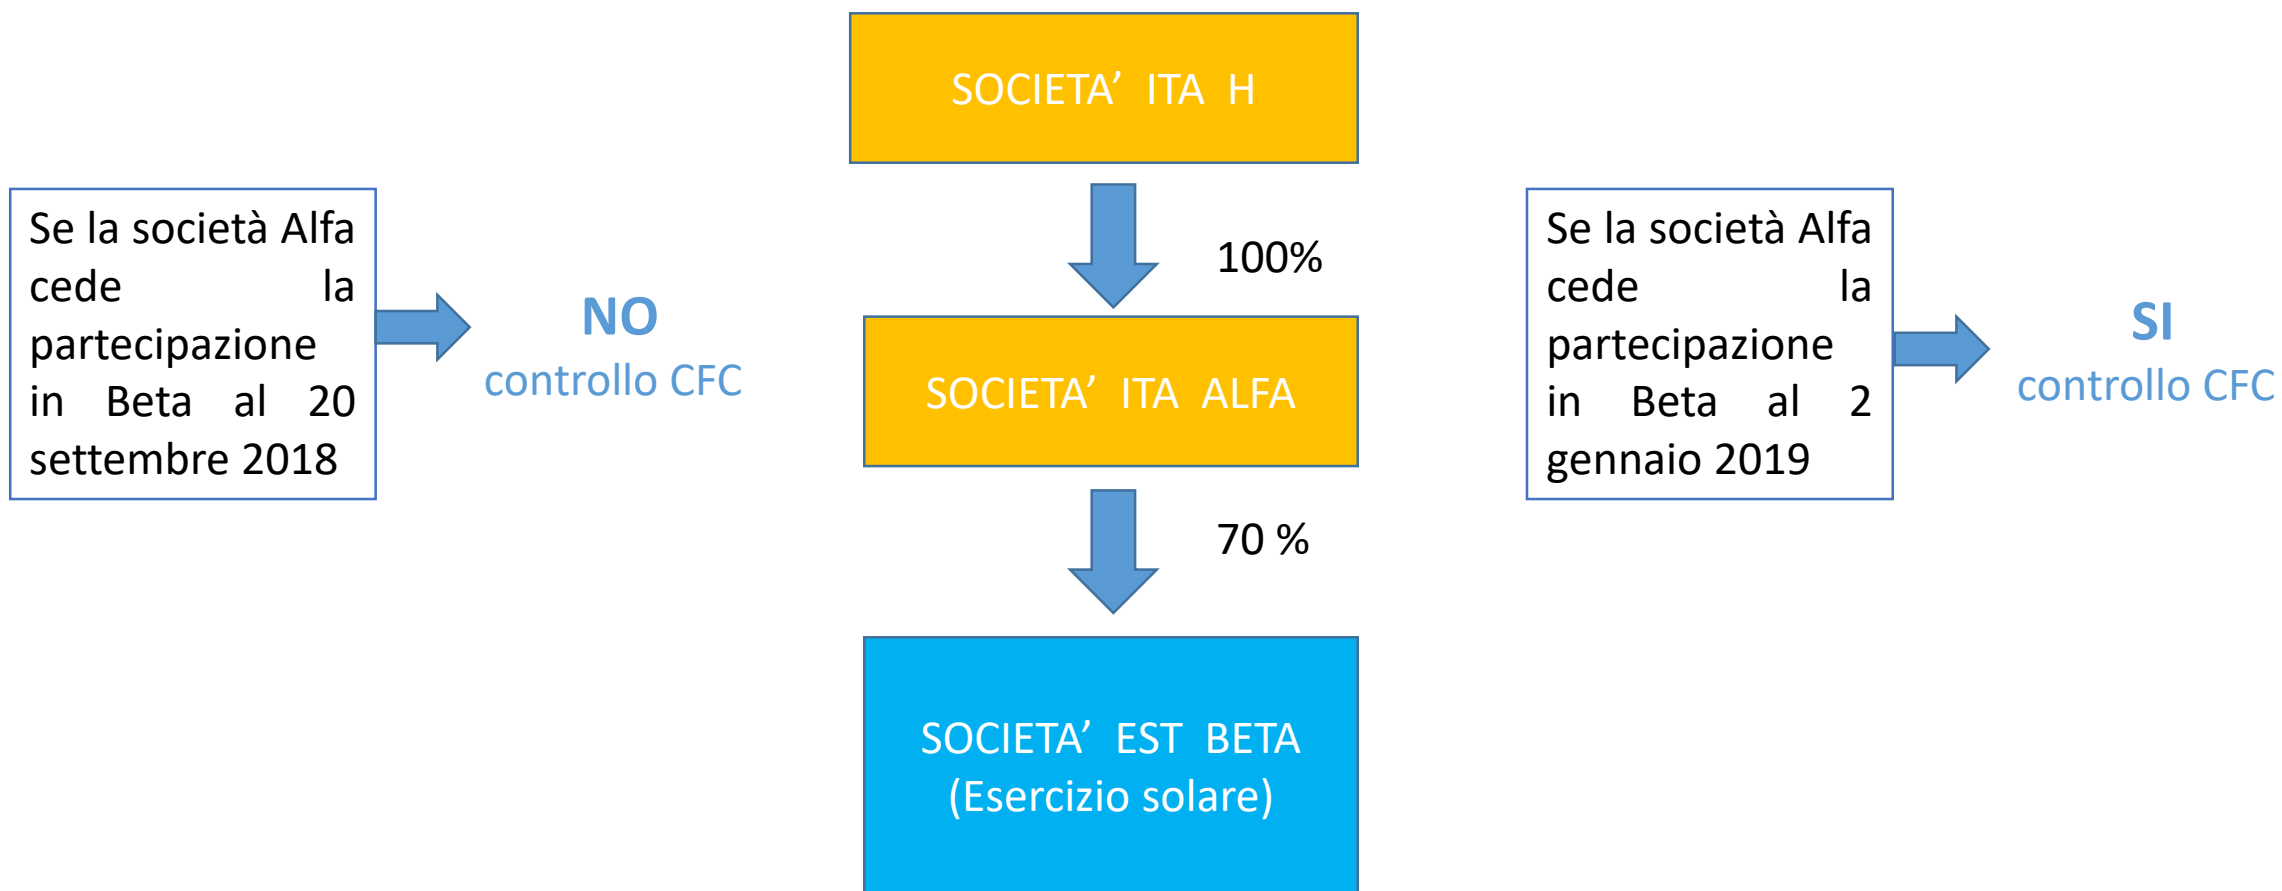 SOCIETA’ ITA H
Se la società Alfa
cede la
partecipazione
in Beta al 20
settembre 2018
NO
controllo CFC
100%
SOCIETA’ ITA ALFA
Se la società Alfa
cede la
partecipazione
in Beta al 2
gennaio 2019
SI
controllo CFC
70 %
SOCIETA’ EST BETA
(Esercizio solare)